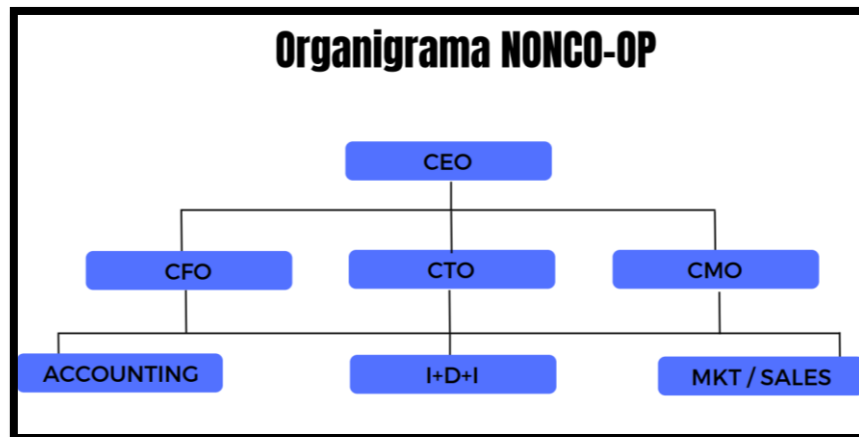 Organigrama NONCO-OP
CEO
CFO
CTO
CMO
ACCOUNTING
I+D+I
MKT / SALES